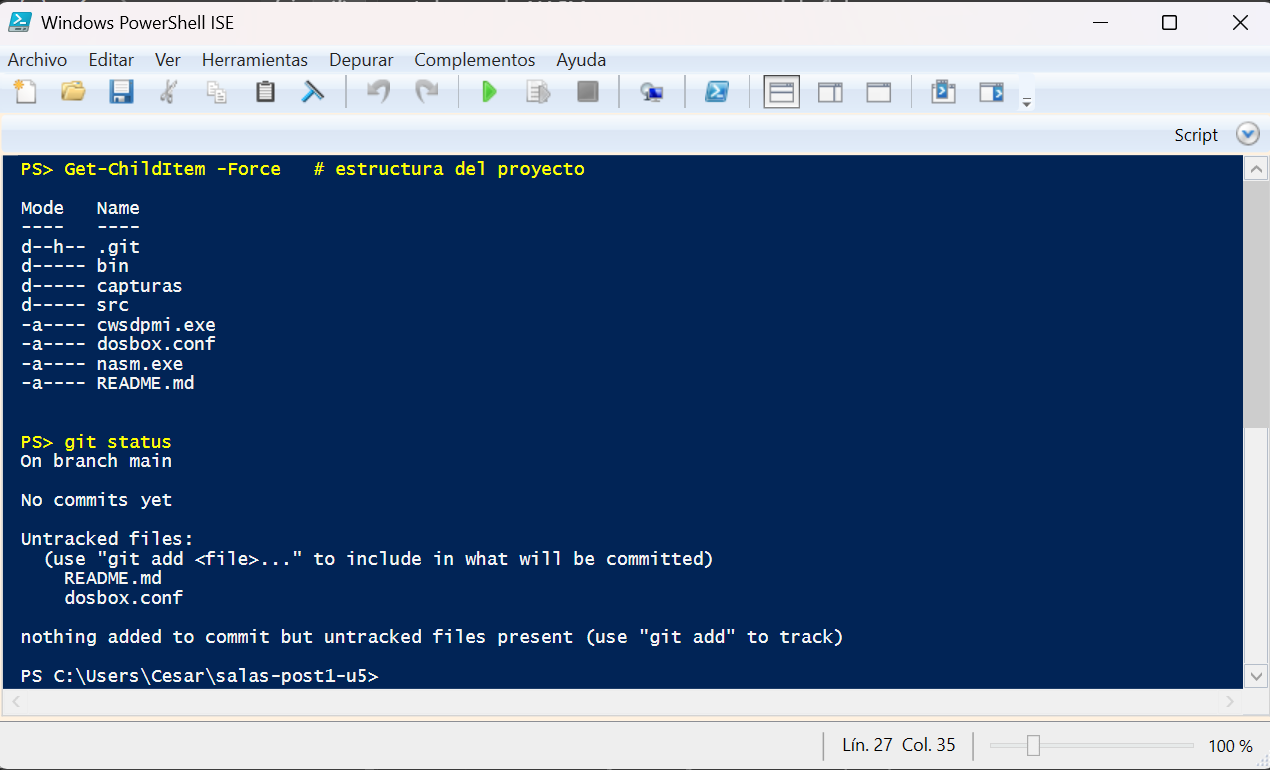 Windows PowerShell ISE
Archivo Editar Ver Herramientas Depurar Complementos Ayuda
Script
PS> Get-ChildItem -Force   # estructura del proyecto
Mode   Name
----   ----
d--h-- .git
d----- bin
d----- capturas
d----- src
-a---- cwsdpmi.exe
-a---- dosbox.conf
-a---- nasm.exe
-a---- README.md
PS> git status
On branch main
No commits yet
Untracked files:
  (use "git add <file>..." to include in what will be committed)
    README.md
    dosbox.conf
nothing added to commit but untracked files present (use "git add" to track)
PS C:\Users\Cesar\salas-post1-u5>
Lín. 27 Col. 35 100 %